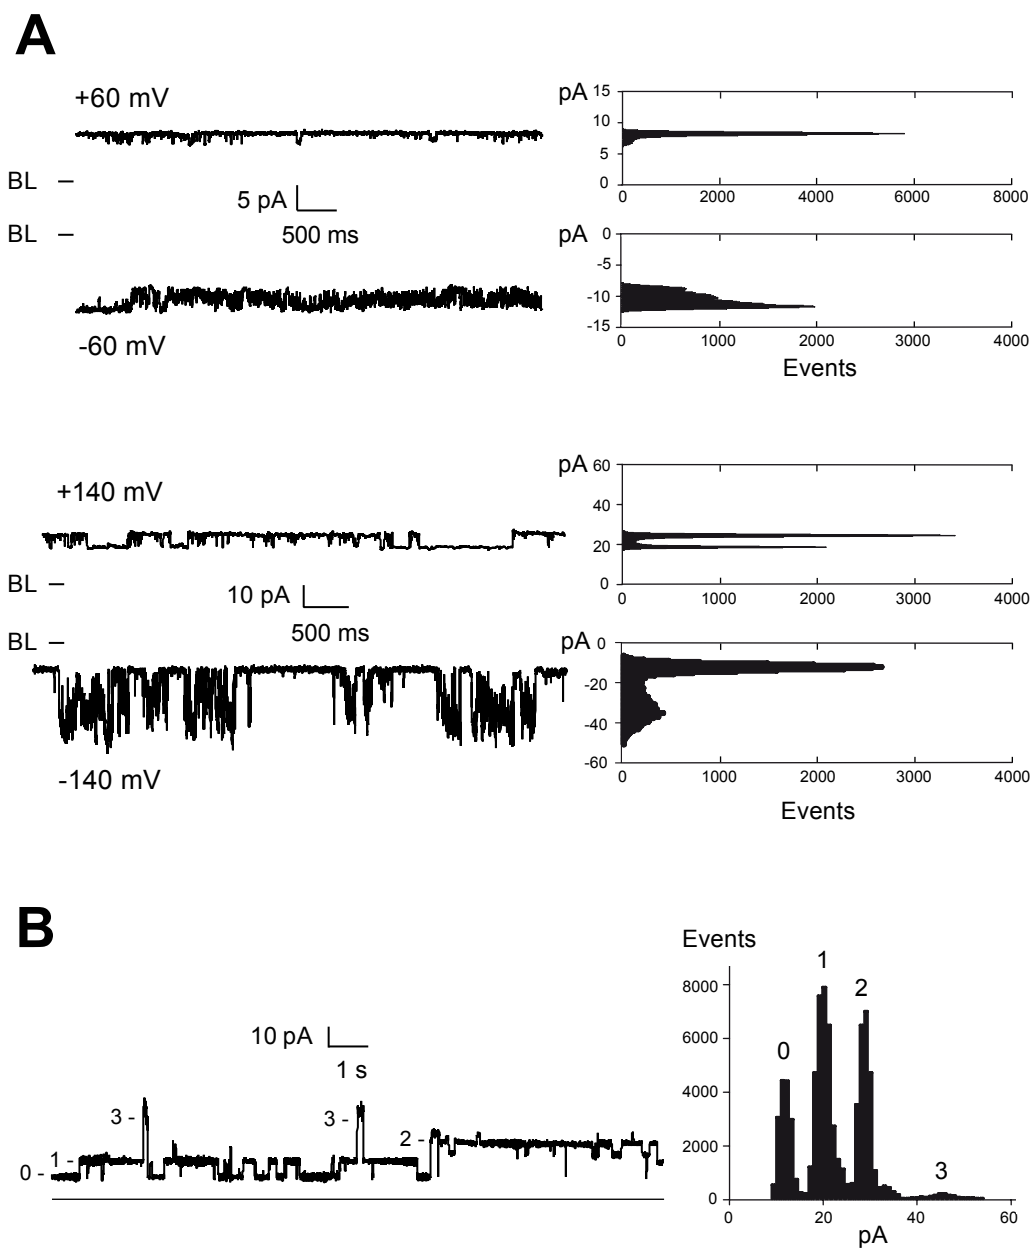 A
+60 mV
BL –
5 pA
500 ms
BL –
-60 mV
pA 15
10
5
0
0 2000 4000 6000 8000
pA 0
-5
-10
-15
0 1000 2000 3000 4000
Events
+140 mV
BL –
10 pA
500 ms
BL –
-140 mV
pA 60
40
20
0
0 1000 2000 3000 4000
pA 0
-20
-40
-60
0 1000 2000 3000 4000
Events
B
10 pA
1 s
3 -
3 -
2 -
0 - 1 -
Events
8000
6000
4000
2000
0
0 1 2 3
0 20 40 60
pA